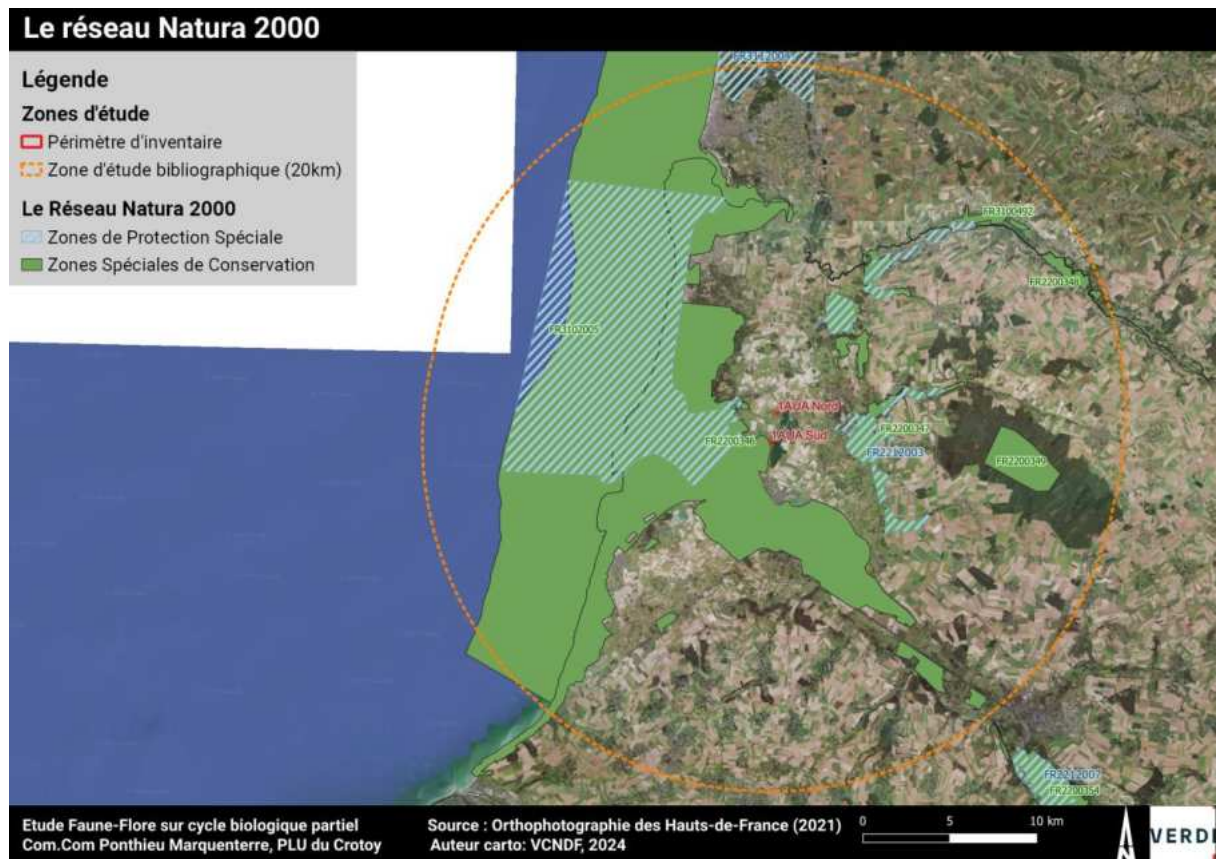 Le réseau Natura 2000
Légende
Zones d'étude
Périmètre d'inventaire
Zone d'étude bibliographique (20km)
Le Réseau Natura 2000
Zones de Protection Spéciale
Zones Spéciales de Conservation
FR3100492
FR2200348
FR3102005
1AUA Nord
1AUA Sud
FR2200346
FR2200347
FR2212003
FR2200349
FR2212007
FR2200354
Etude Faune-Flore sur cycle biologique partiel
Com.Com Ponthieu Marquenterre, PLU du Crotoy
Source : Orthophotographie des Hauts-de-France (2021)
Auteur carto: VCNDF, 2024
0 5 10 km
VERDI